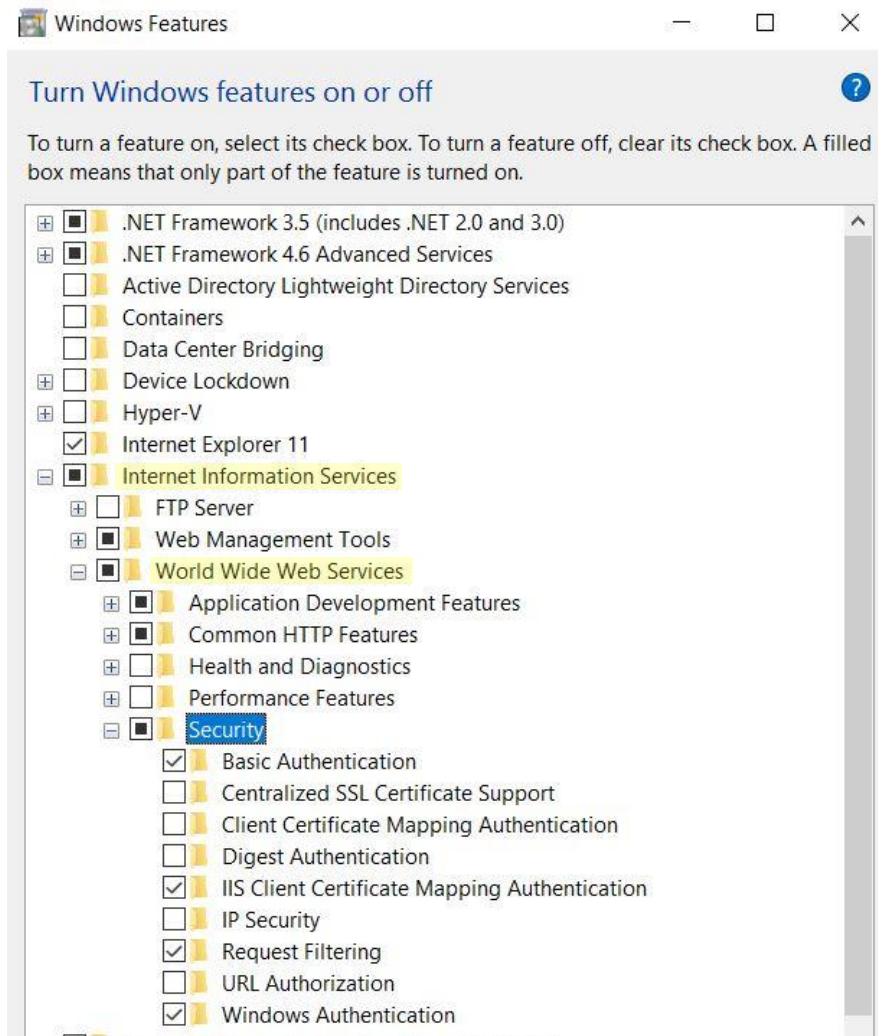 Windows Features
Turn Windows features on or off
?
To turn a feature on, select its check box. To turn a feature off, clear its check box. A filled
box means that only part of the feature is turned on.
.NET Framework 3.5 (includes .NET 2.0 and 3.0)
.NET Framework 4.6 Advanced Services
Active Directory Lightweight Directory Services
Containers
Data Center Bridging
Device Lockdown
Hyper-V
Internet Explorer 11
Internet Information Services
FTP Server
Web Management Tools
World Wide Web Services
Application Development Features
Common HTTP Features
Health and Diagnostics
Performance Features
Security
Basic Authentication
Centralized SSL Certificate Support
Client Certificate Mapping Authentication
Digest Authentication
IIS Client Certificate Mapping Authentication
IP Security
Request Filtering
URL Authorization
Windows Authentication